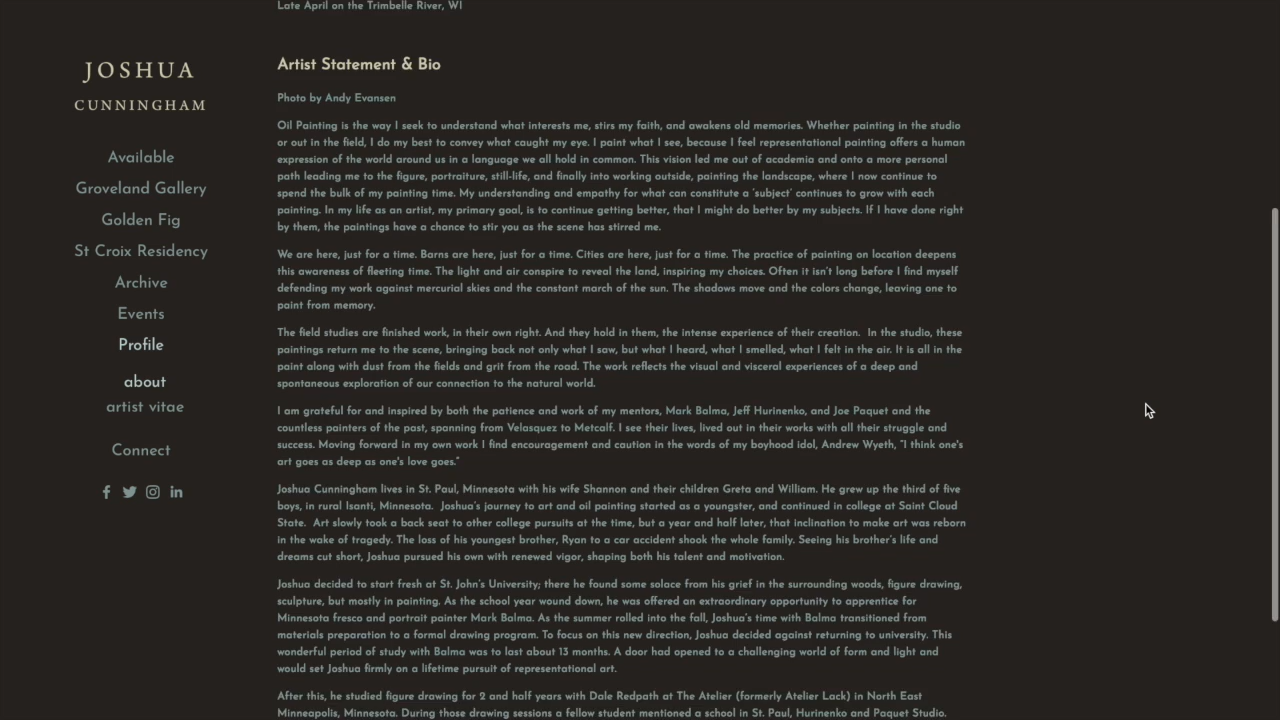 Late April on the Trimbelle River, WI
JOSHUA
CUNNINGHAM
Available
Groveland Gallery
Golden Fig
St Croix Residency
Archive
Events
Profile
about
artist vitae
Connect
Artist Statement & Bio
Photo by Andy Evansen
Oil Painting is the way I seek to understand what interests me, stirs my faith, and awakens old memories. Whether painting in the studio
or out in the field, I do my best to convey what caught my eye. I paint what I see, because I feel representational painting offers a human
expression of the world around us in a language we all hold in common. This vision led me out of academia and onto a more personal
path leading me to the figure, portraiture, still-life, and finally into working outside, painting the landscape, where I now continue to
spend the bulk of my painting time. My understanding and empathy for what can constitute a 'subject' continues to grow with each
painting. In my life as an artist, my primary goal, is to continue getting better, that I might do better by my subjects. If I have done right
by them, the paintings have a chance to stir you as the scene has stirred me.
We are here, just for a time. Barns are here, just for a time. Cities are here, just for a time. The practice of painting on location deepens
this awareness of fleeting time. The light and air conspire to reveal the land, inspiring my choices. Often it isn't long before I find myself
defending my work against mercurial skies and the constant march of the sun. The shadows move and the colors change, leaving one to
paint from memory.
The field studies are finished work, in their own right. And they hold in them, the intense experience of their creation.  In the studio, these
paintings return me to the scene, bringing back not only what I saw, but what I heard, what I smelled, what I felt in the air. It is all in the
paint along with dust from the fields and grit from the road. The work reflects the visual and visceral experiences of a deep and
spontaneous exploration of our connection to the natural world.
I am grateful for and inspired by both the patience and work of my mentors, Mark Balma, Jeff Hurinenko, and Joe Paquet and the
countless painters of the past, spanning from Velasquez to Metcalf. I see their lives, lived out in their works with all their struggle and
success. Moving forward in my own work I find encouragement and caution in the words of my boyhood idol, Andrew Wyeth, "I think one's
art goes as deep as one's love goes."
Joshua Cunningham lives in St. Paul, Minnesota with his wife Shannon and their children Greta and William. He grew up the third of five
boys, in rural Isanti, Minnesota.  Joshua's journey to art and oil painting started as a youngster, and continued in college at Saint Cloud
State.  Art slowly took a back seat to other college pursuits at the time, but a year and half later, that inclination to make art was reborn
in the wake of tragedy. The loss of his youngest brother, Ryan to a car accident shook the whole family. Seeing his brother's life and
dreams cut short, Joshua pursued his own with renewed vigor, shaping both his talent and motivation.
Joshua decided to start fresh at St. John's University; there he found some solace from his grief in the surrounding woods, figure drawing,
sculpture, but mostly in painting. As the school year wound down, he was offered an extraordinary opportunity to apprentice for
Minnesota fresco and portrait painter Mark Balma. As the summer rolled into the fall, Joshua's time with Balma transitioned from
materials preparation to a formal drawing program. To focus on this new direction, Joshua decided against returning to university. This
wonderful period of study with Balma was to last about 13 months. A door had opened to a challenging world of form and light and
would set Joshua firmly on a lifetime pursuit of representational art.
After this, he studied figure drawing for 2 and half years with Dale Redpath at The Atelier (formerly Atelier Lack) in North East
Minneapolis, Minnesota. During those drawing sessions a fellow student mentioned a school in St. Paul, Hurinenko and Paquet Studio.